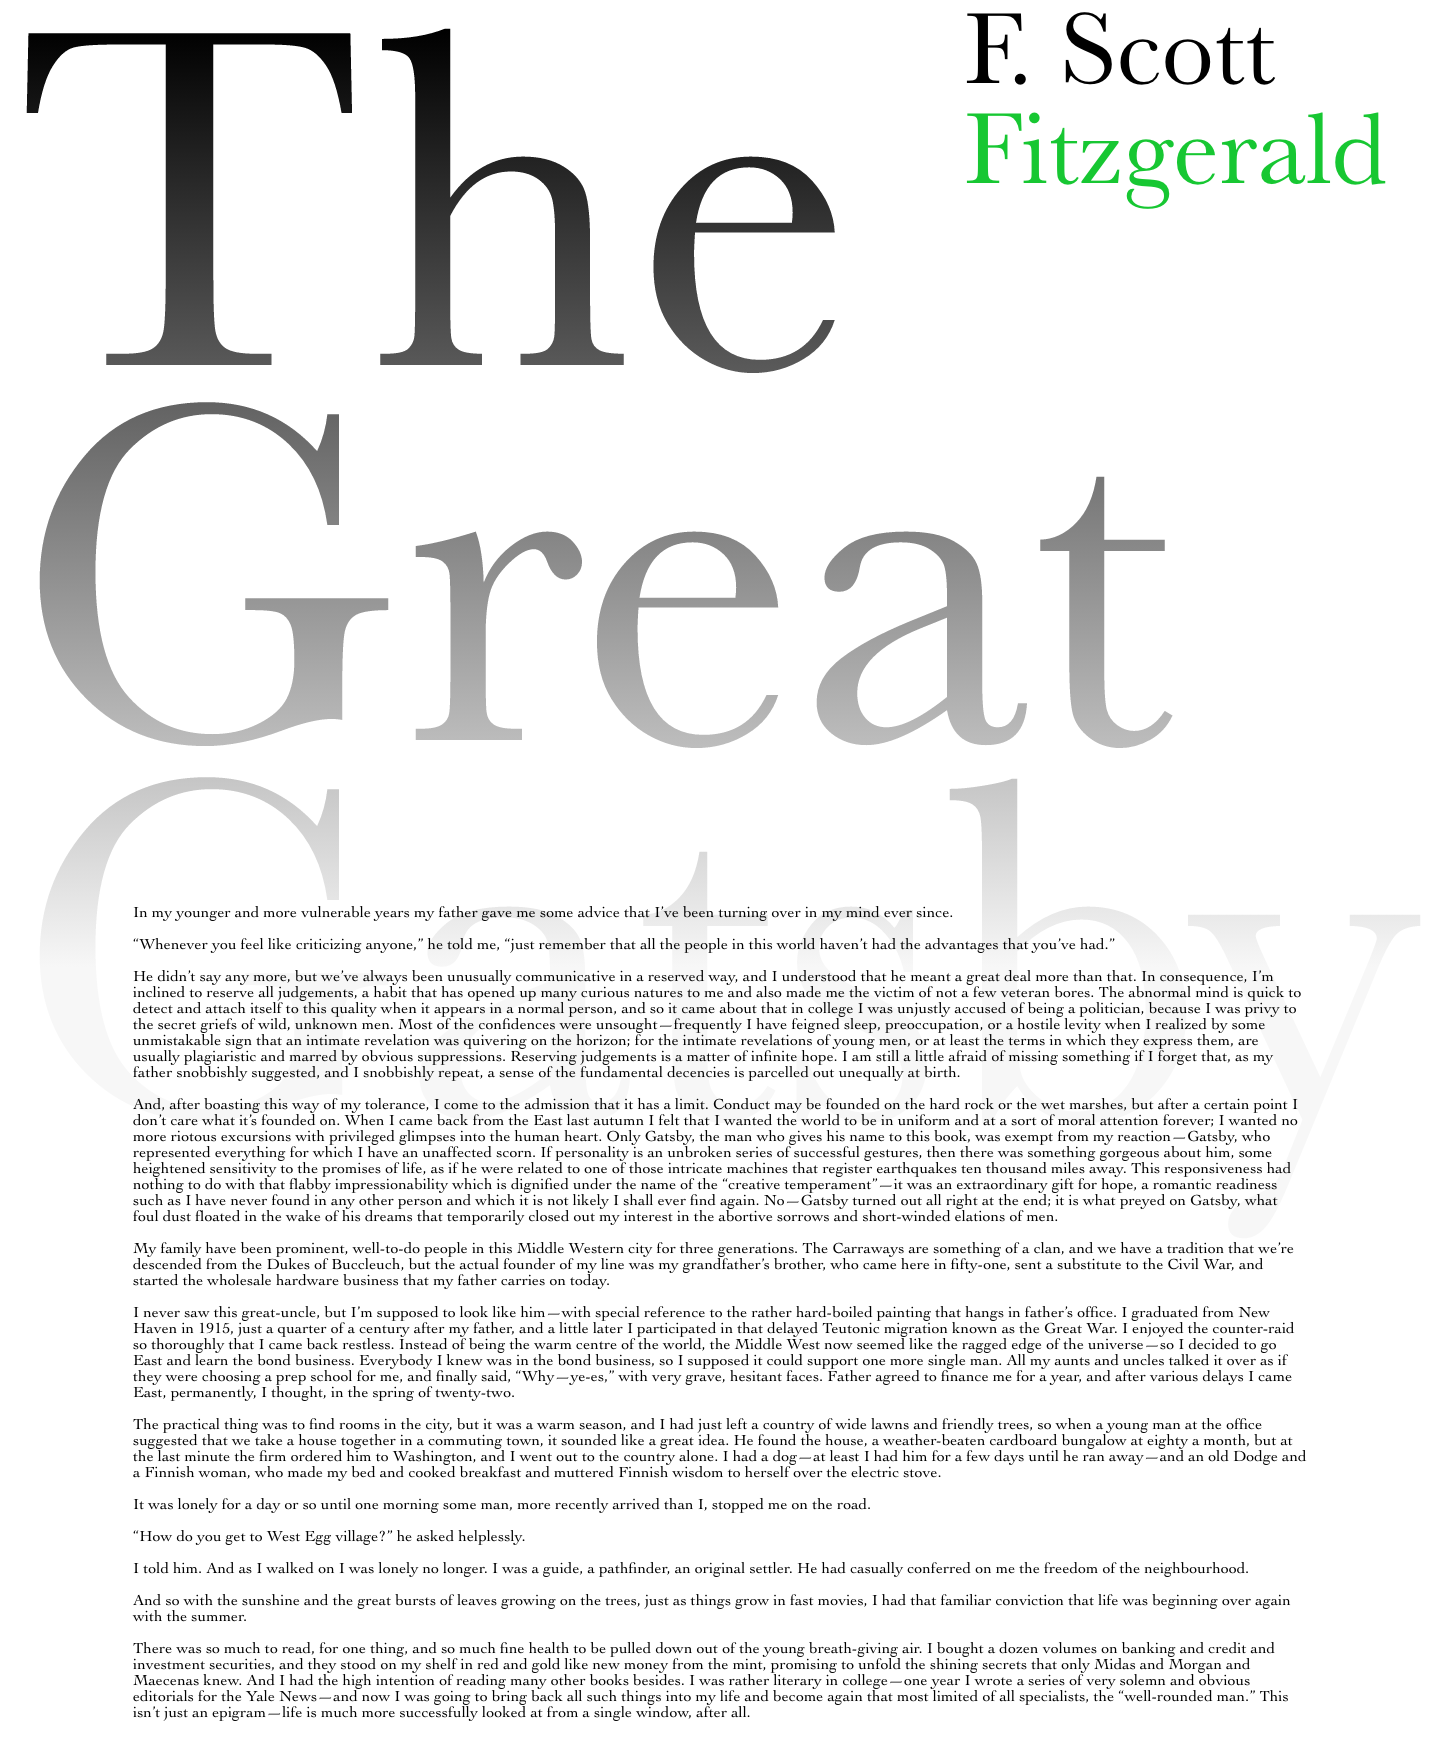 The
F. Scott
Fitzgerald
Great
Gatsby
In my younger and more vulnerable years my father gave me some advice that I’ve been turning over in my mind ever since.
“Whenever you feel like criticizing anyone,” he told me, “just remember that all the people in this world haven’t had the advantages that you’ve had.”
He didn’t say any more, but we’ve always been unusually communicative in a reserved way, and I understood that he meant a great deal more than that. In consequence, I’m
inclined to reserve all judgements, a habit that has opened up many curious natures to me and also made me the victim of not a few veteran bores. The abnormal mind is quick to
detect and attach itself to this quality when it appears in a normal person, and so it came about that in college I was unjustly accused of being a politician, because I was privy to
the secret griefs of wild, unknown men. Most of the confidences were unsought—frequently I have feigned sleep, preoccupation, or a hostile levity when I realized by some
unmistakable sign that an intimate revelation was quivering on the horizon; for the intimate revelations of young men, or at least the terms in which they express them, are
usually plagiaristic and marred by obvious suppressions. Reserving judgements is a matter of infinite hope. I am still a little afraid of missing something if I forget that, as my
father snobbishly suggested, and I snobbishly repeat, a sense of the fundamental decencies is parcelled out unequally at birth.
And, after boasting this way of my tolerance, I come to the admission that it has a limit. Conduct may be founded on the hard rock or the wet marshes, but after a certain point I
don’t care what it’s founded on. When I came back from the East last autumn I felt that I wanted the world to be in uniform and at a sort of moral attention forever; I wanted no
more riotous excursions with privileged glimpses into the human heart. Only Gatsby, the man who gives his name to this book, was exempt from my reaction—Gatsby, who
represented everything for which I have an unaffected scorn. If personality is an unbroken series of successful gestures, then there was something gorgeous about him, some
heightened sensitivity to the promises of life, as if he were related to one of those intricate machines that register earthquakes ten thousand miles away. This responsiveness had
nothing to do with that flabby impressionability which is dignified under the name of the “creative temperament”—it was an extraordinary gift for hope, a romantic readiness
such as I have never found in any other person and which it is not likely I shall ever find again. No—Gatsby turned out all right at the end; it is what preyed on Gatsby, what
foul dust floated in the wake of his dreams that temporarily closed out my interest in the abortive sorrows and short-winded elations of men.
My family have been prominent, well-to-do people in this Middle Western city for three generations. The Carraways are something of a clan, and we have a tradition that we’re
descended from the Dukes of Buccleuch, but the actual founder of my line was my grandfather’s brother, who came here in fifty-one, sent a substitute to the Civil War, and
started the wholesale hardware business that my father carries on today.
I never saw this great-uncle, but I’m supposed to look like him—with special reference to the rather hard-boiled painting that hangs in father’s office. I graduated from New
Haven in 1915, just a quarter of a century after my father, and a little later I participated in that delayed Teutonic migration known as the Great War. I enjoyed the counter-raid
so thoroughly that I came back restless. Instead of being the warm centre of the world, the Middle West now seemed like the ragged edge of the universe—so I decided to go
East and learn the bond business. Everybody I knew was in the bond business, so I supposed it could support one more single man. All my aunts and uncles talked it over as if
they were choosing a prep school for me, and finally said, “Why—ye-es,” with very grave, hesitant faces. Father agreed to finance me for a year, and after various delays I came
East, permanently, I thought, in the spring of twenty-two.
The practical thing was to find rooms in the city, but it was a warm season, and I had just left a country of wide lawns and friendly trees, so when a young man at the office
suggested that we take a house together in a commuting town, it sounded like a great idea. He found the house, a weather-beaten cardboard bungalow at eighty a month, but at
the last minute the firm ordered him to Washington, and I went out to the country alone. I had a dog—at least I had him for a few days until he ran away—and an old Dodge and
a Finnish woman, who made my bed and cooked breakfast and muttered Finnish wisdom to herself over the electric stove.
It was lonely for a day or so until one morning some man, more recently arrived than I, stopped me on the road.
“How do you get to West Egg village?” he asked helplessly.
I told him. And as I walked on I was lonely no longer. I was a guide, a pathfinder, an original settler. He had casually conferred on me the freedom of the neighbourhood.
And so with the sunshine and the great bursts of leaves growing on the trees, just as things grow in fast movies, I had that familiar conviction that life was beginning over again
with the summer.
There was so much to read, for one thing, and so much fine health to be pulled down out of the young breath-giving air. I bought a dozen volumes on banking and credit and
investment securities, and they stood on my shelf in red and gold like new money from the mint, promising to unfold the shining secrets that only Midas and Morgan and
Maecenas knew. And I had the high intention of reading many other books besides. I was rather literary in college—one year I wrote a series of very solemn and obvious
editorials for the Yale News—and now I was going to bring back all such things into my life and become again that most limited of all specialists, the “well-rounded man.” This
isn’t just an epigram—life is much more successfully looked at from a single window, after all.